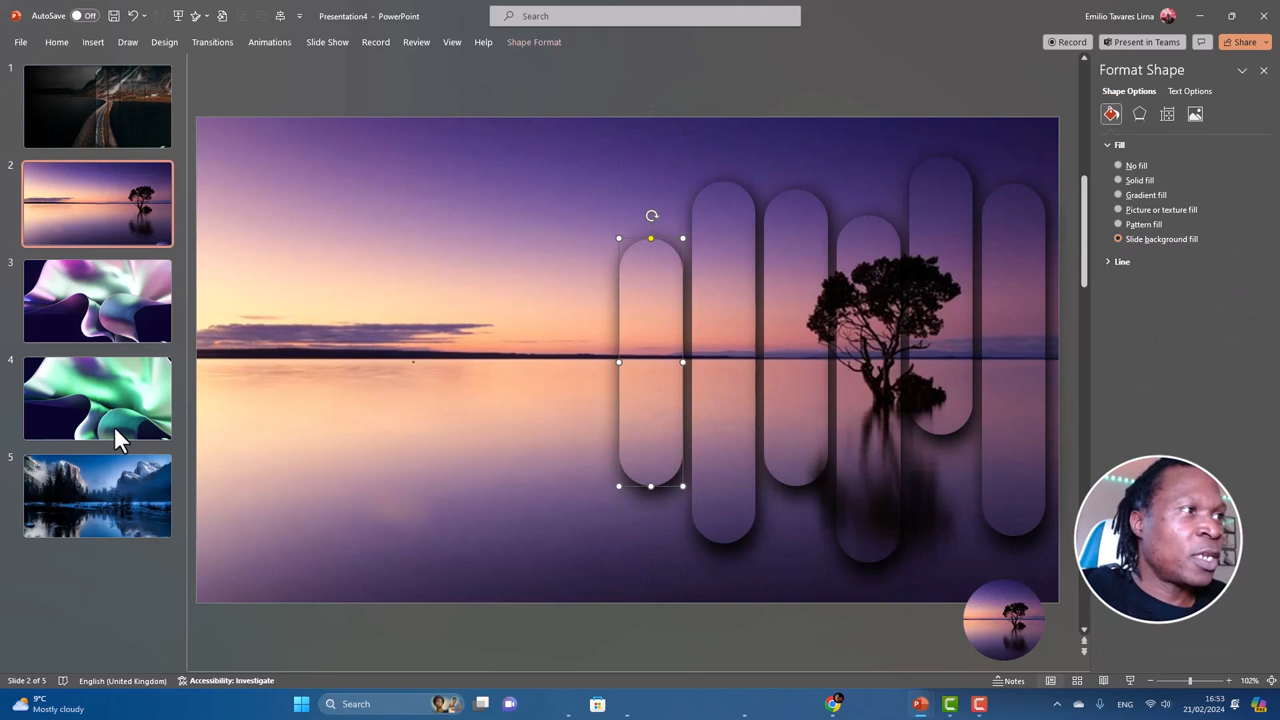 AutoSave
Off
Presentation4 - PowerPoint
Search
Emilio Tavares Lima
File
Home
Insert
Draw
Design
Transitions
Animations
Slide Show
Record
Review
View
Help
Shape Format
Record
Present in Teams
Share
Format Shape
Shape Options
Text Options
Fill
No fill
Solid fill
Gradient fill
Picture or texture fill
Pattern fill
Slide background fill
Line
1
2
3
4
5
Slide 2 of 5
English (United Kingdom)
Accessibility: Investigate
Notes
102%
9°C
Mostly cloudy
Search
ENG
16:53
21/02/2024